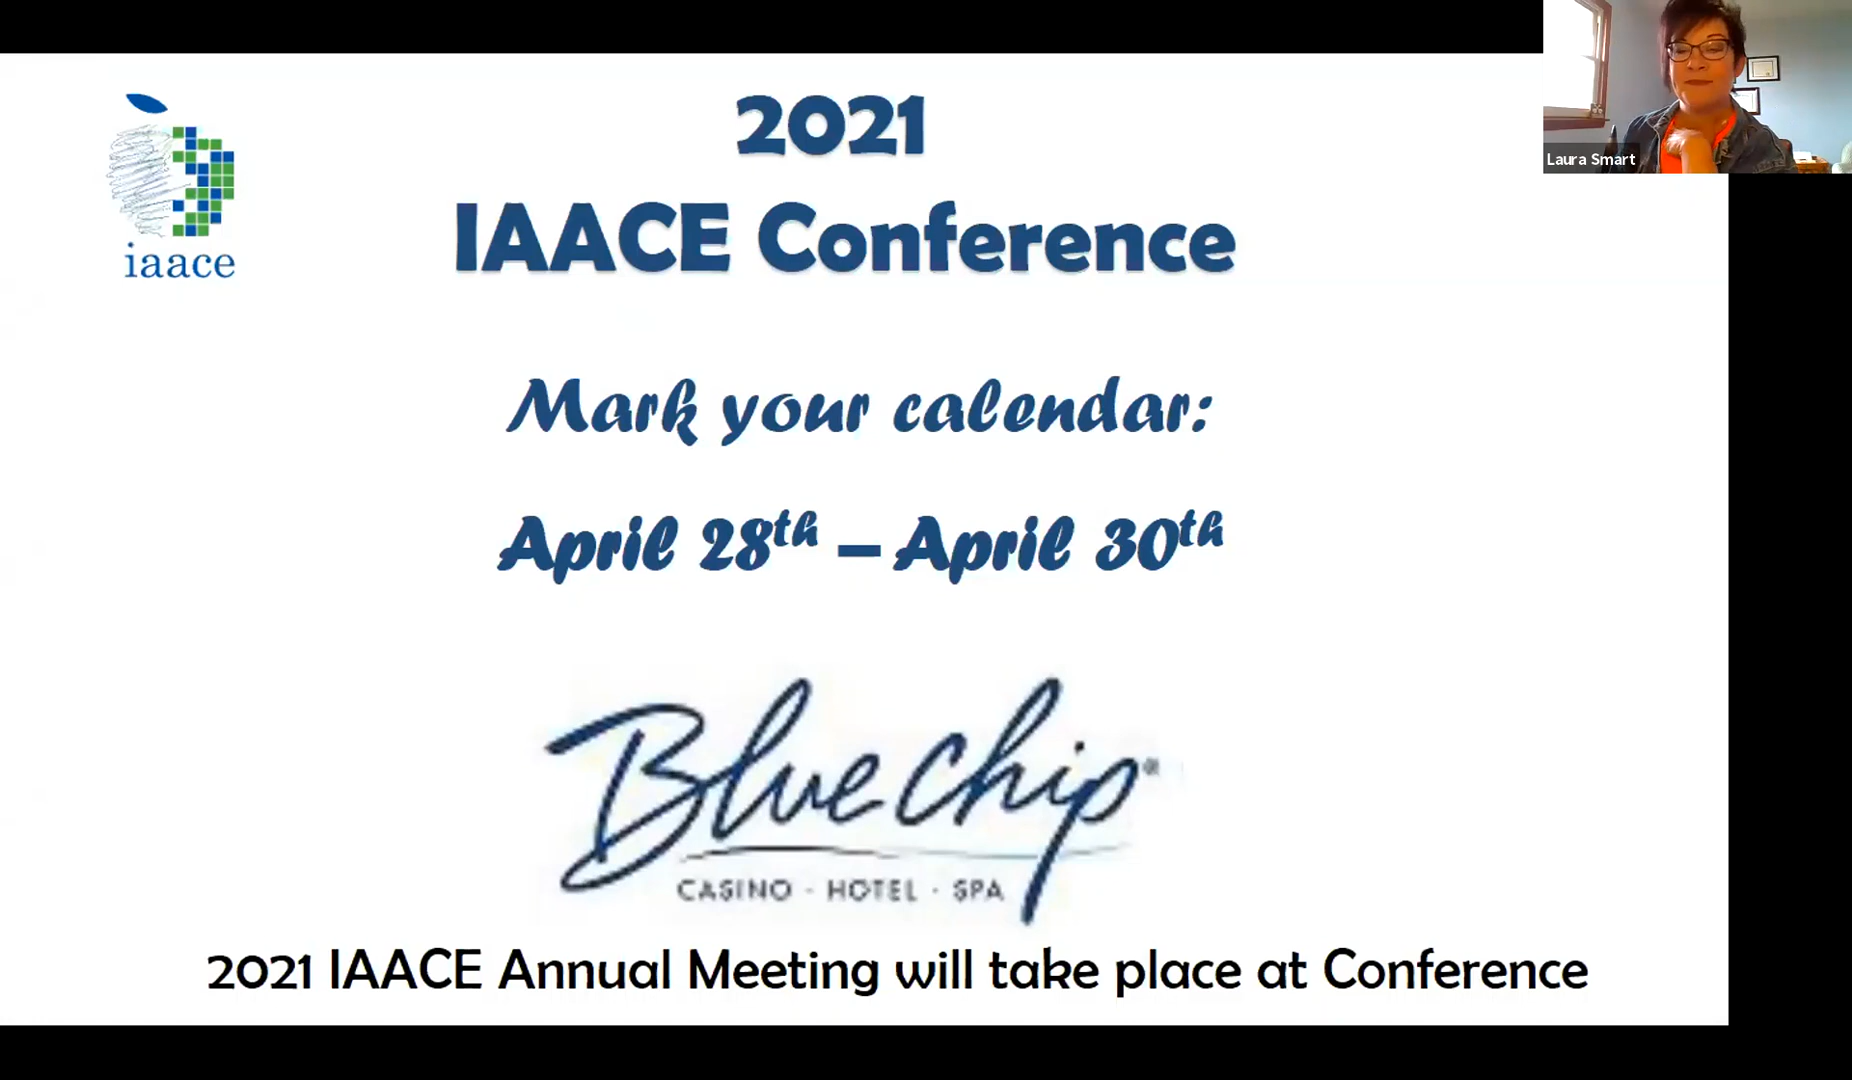 2021
IAACE Conference
iaace
Mark your calendar:
April 28th – April 30th
Blue Chip®
CASINO · HOTEL · SPA
2021 IAACE Annual Meeting will take place at Conference
Laura Smart